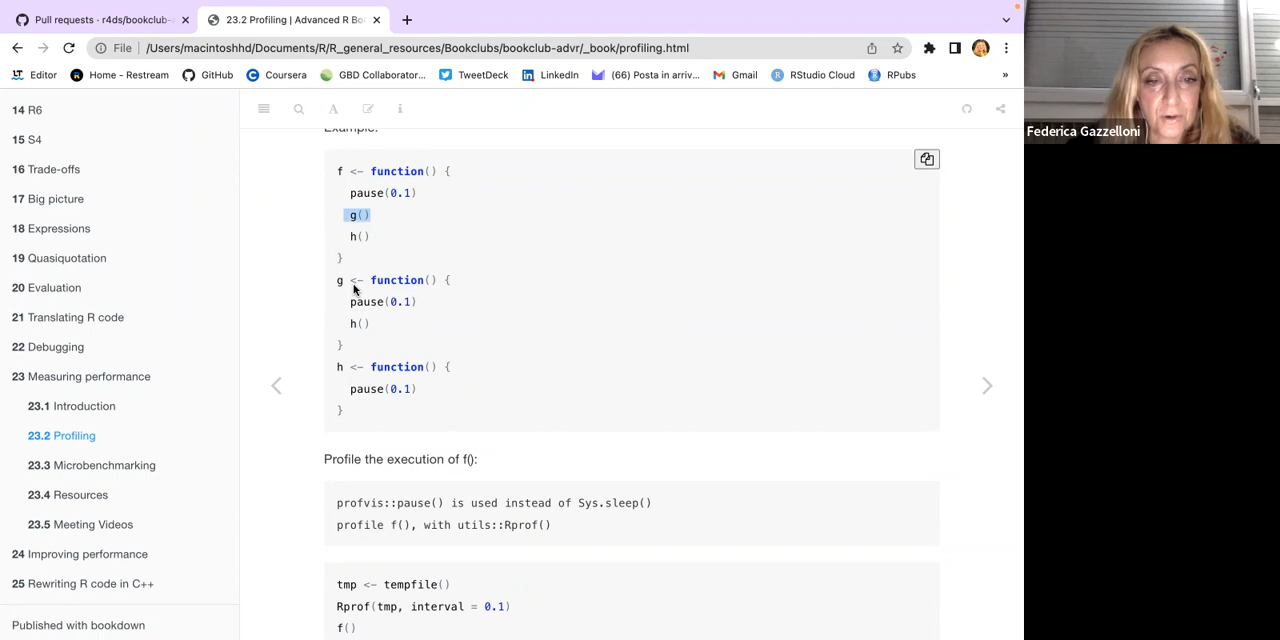 Pull requests · r4ds/bookclub-
23.2 Profiling | Advanced R Bo
File
/Users/macintoshhd/Documents/R/R_general_resources/Bookclubs/bookclub-advr/_book/profiling.html
Editor
Home - Restream
GitHub
Coursera
GBD Collaborator...
TweetDeck
LinkedIn
(66) Posta in arriv...
Gmail
RStudio Cloud
RPubs
»
14 R6
15 S4
16 Trade-offs
17 Big picture
18 Expressions
19 Quasiquotation
20 Evaluation
21 Translating R code
22 Debugging
23 Measuring performance
23.1 Introduction
23.2 Profiling
23.3 Microbenchmarking
23.4 Resources
23.5 Meeting Videos
24 Improving performance
25 Rewriting R code in C++
Published with bookdown
Example:
f <- function() {
pause(0.1)
g()
h()
}
g <- function() {
pause(0.1)
h()
}
h <- function() {
pause(0.1)
}
Profile the execution of f():
profvis::pause() is used instead of Sys.sleep()
profile f(), with utils::Rprof()
tmp <- tempfile()
Rprof(tmp, interval = 0.1)
f()
Federica Gazzelloni